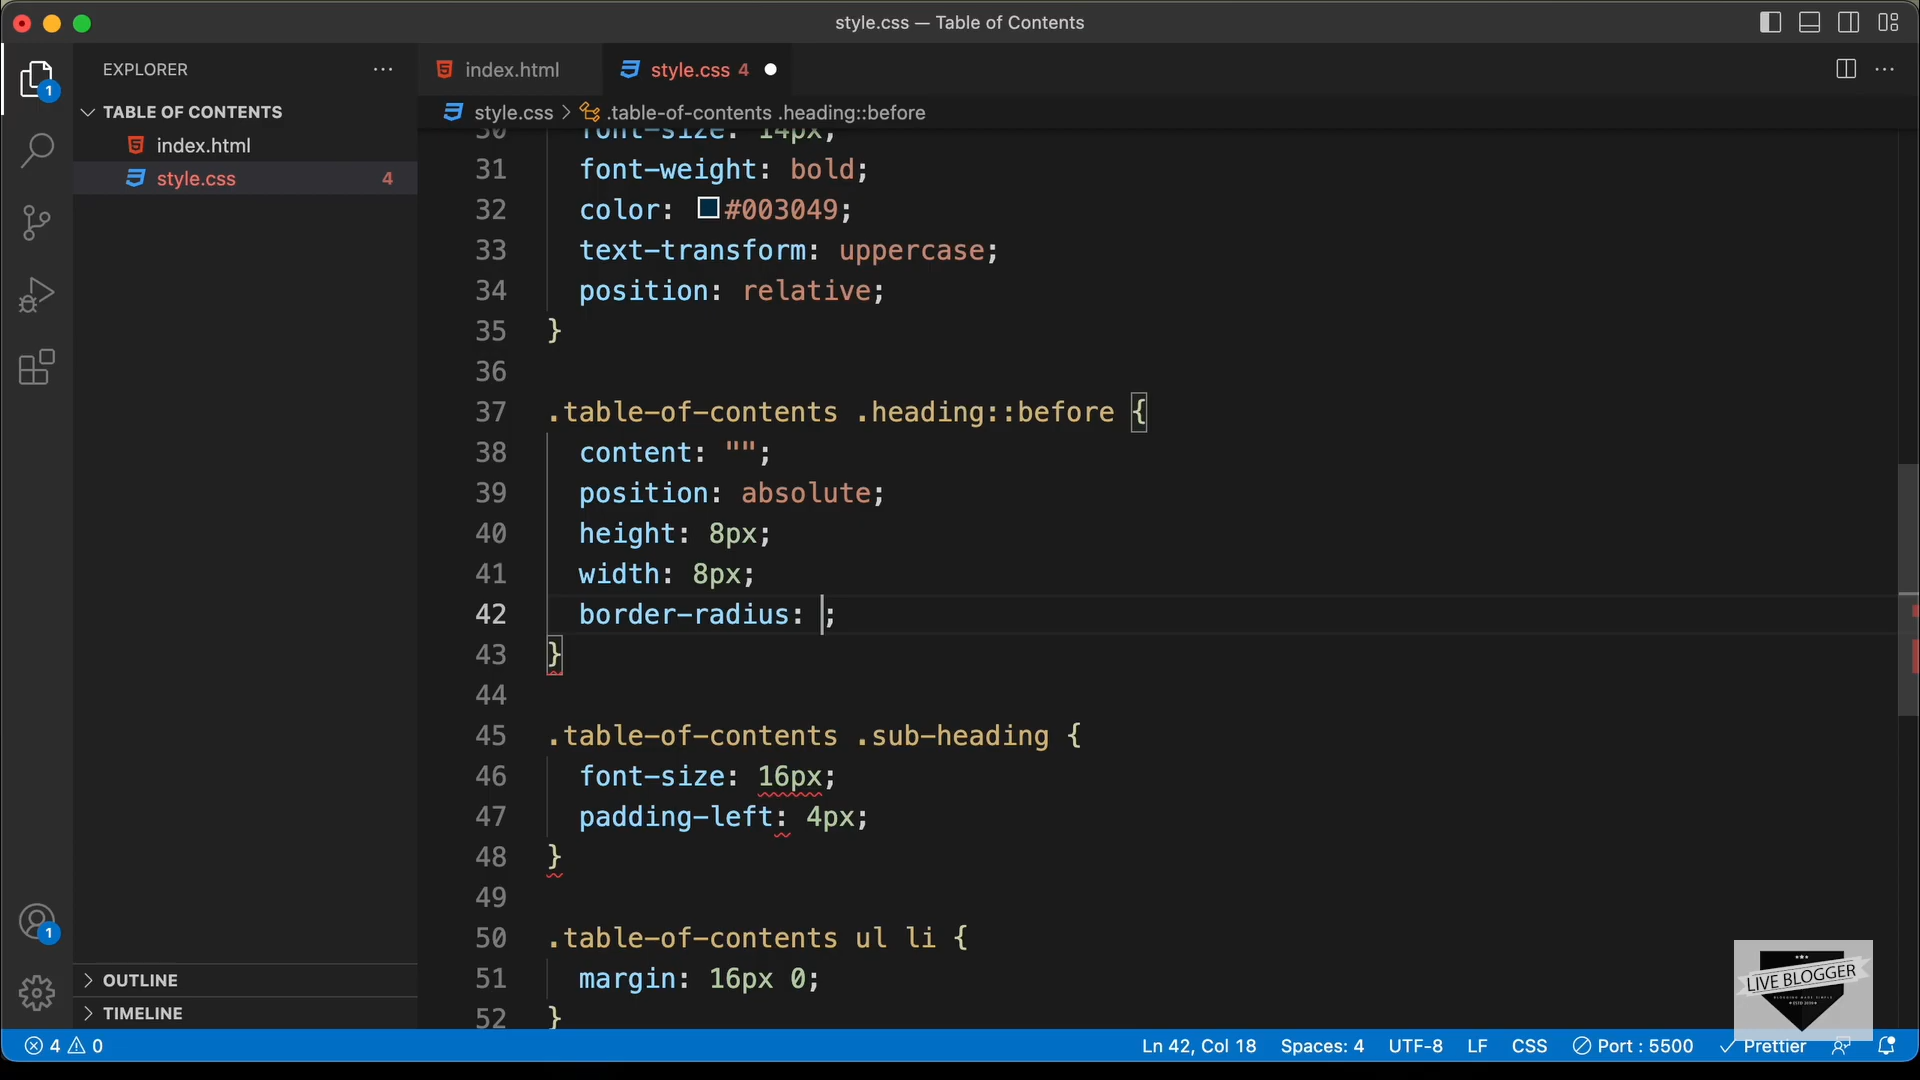 style.css — Table of Contents
EXPLORER
index.html
style.css 4
1
TABLE OF CONTENTS
style.css > .table-of-contents .heading::before
index.html
style.css 4
30 font-size: 14px;
31 font-weight: bold;
32 color: #003049;
33 text-transform: uppercase;
34 position: relative;
35 }
36
37 .table-of-contents .heading::before {
38 content: "";
39 position: absolute;
40 height: 8px;
41 width: 8px;
42 border-radius: ;
43 }
44
45 .table-of-contents .sub-heading {
46 font-size: 16px;
47 padding-left: 4px;
48 }
49
50 .table-of-contents ul li {
51 margin: 16px 0;
52 }
1
OUTLINE
TIMELINE
LIVE BLOGGER
4 0
Ln 42, Col 18 Spaces: 4 UTF-8 LF CSS Port : 5500 Prettier